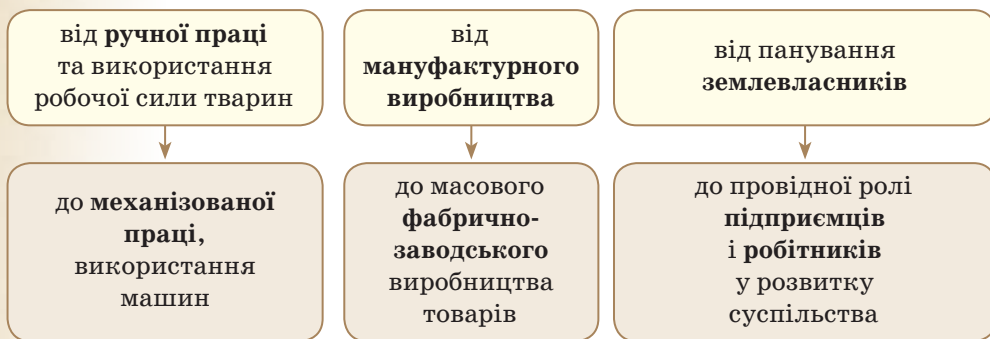 від ручної праці
та використання
робочої сили тварин
від
мануфактурного
виробництва
від панування
землевласників
до механізованої
праці,
використання
машин
до масового
фабрично-
заводського
виробництва
товарів
до провідної ролі
підприємців
і робітників
у розвитку
суспільства